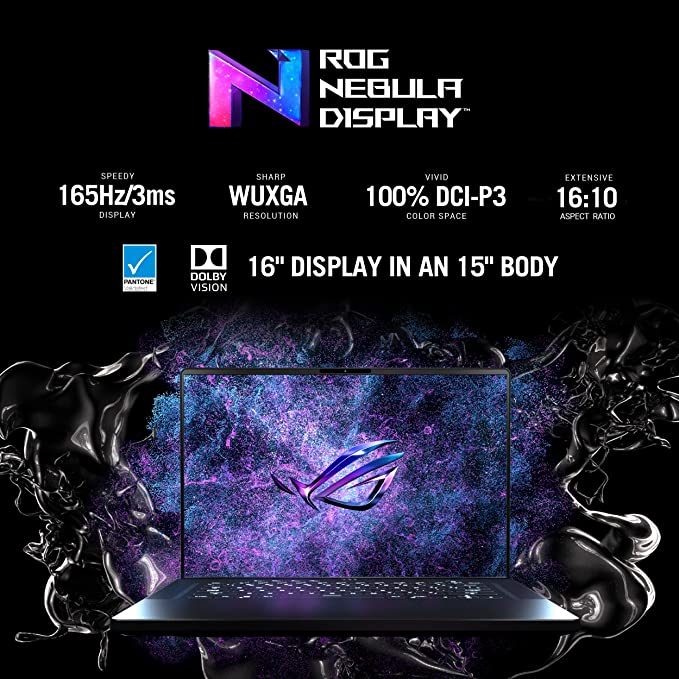 ROG
NEBULA
DISPLAY™
SPEEDY
165Hz/3ms
DISPLAY
SHARP
WUXGA
RESOLUTION
VIVID
100% DCI-P3
COLOR SPACE
EXTENSIVE
16:10
ASPECT RATIO
PANTONE
DOLBY
VISION
16" DISPLAY IN AN 15" BODY